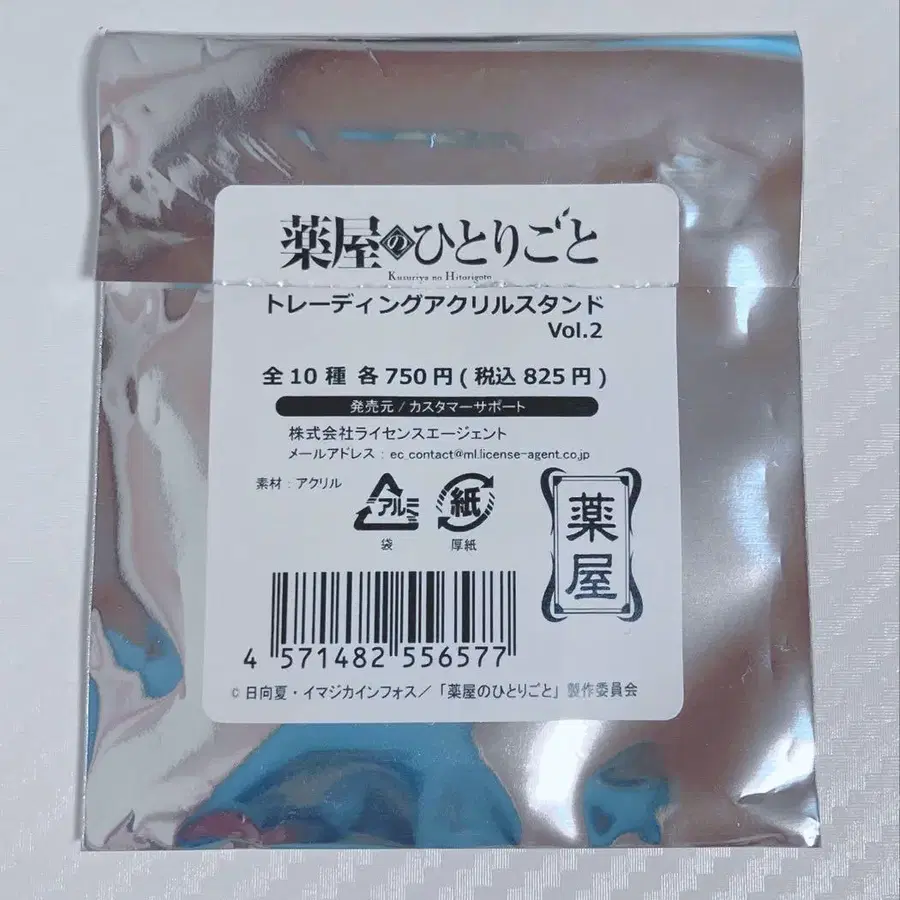 薬屋のひとりごと
Kusuriya no Hitorigoto
トレーディングアクリルスタンド
Vol.2
全10種 各750円(税込825円)
発売元/カスタマーサポート
株式会社ライセンスエージェント
メールアドレス：ec_contact@ml.license-agent.co.jp
素材：アクリル
アルミ
袋
紙
厚紙
薬屋
4 571482 556577
© 日向夏・イマジカインフォス／「薬屋のひとりごと」製作委員会